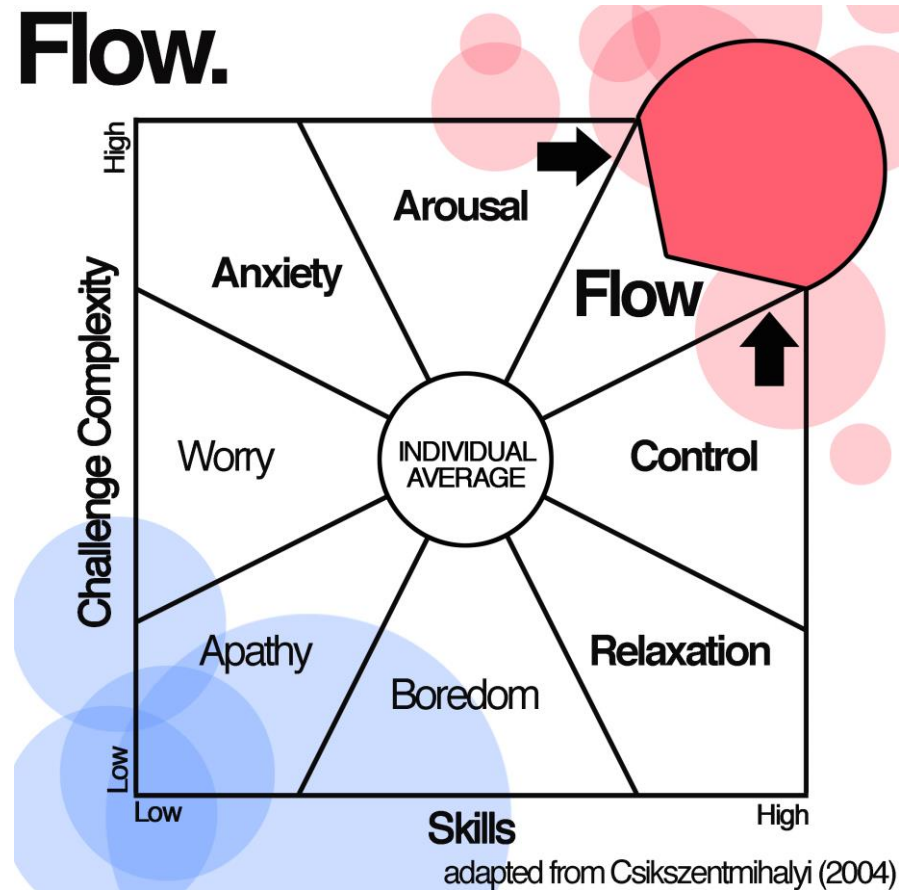 Flow.
High
Arousal
Anxiety
Flow
Challenge Complexity
Worry
INDIVIDUAL
AVERAGE
Control
Apathy
Boredom
Relaxation
Low
Low
Skills
High
adapted from Csikszentmihalyi (2004)